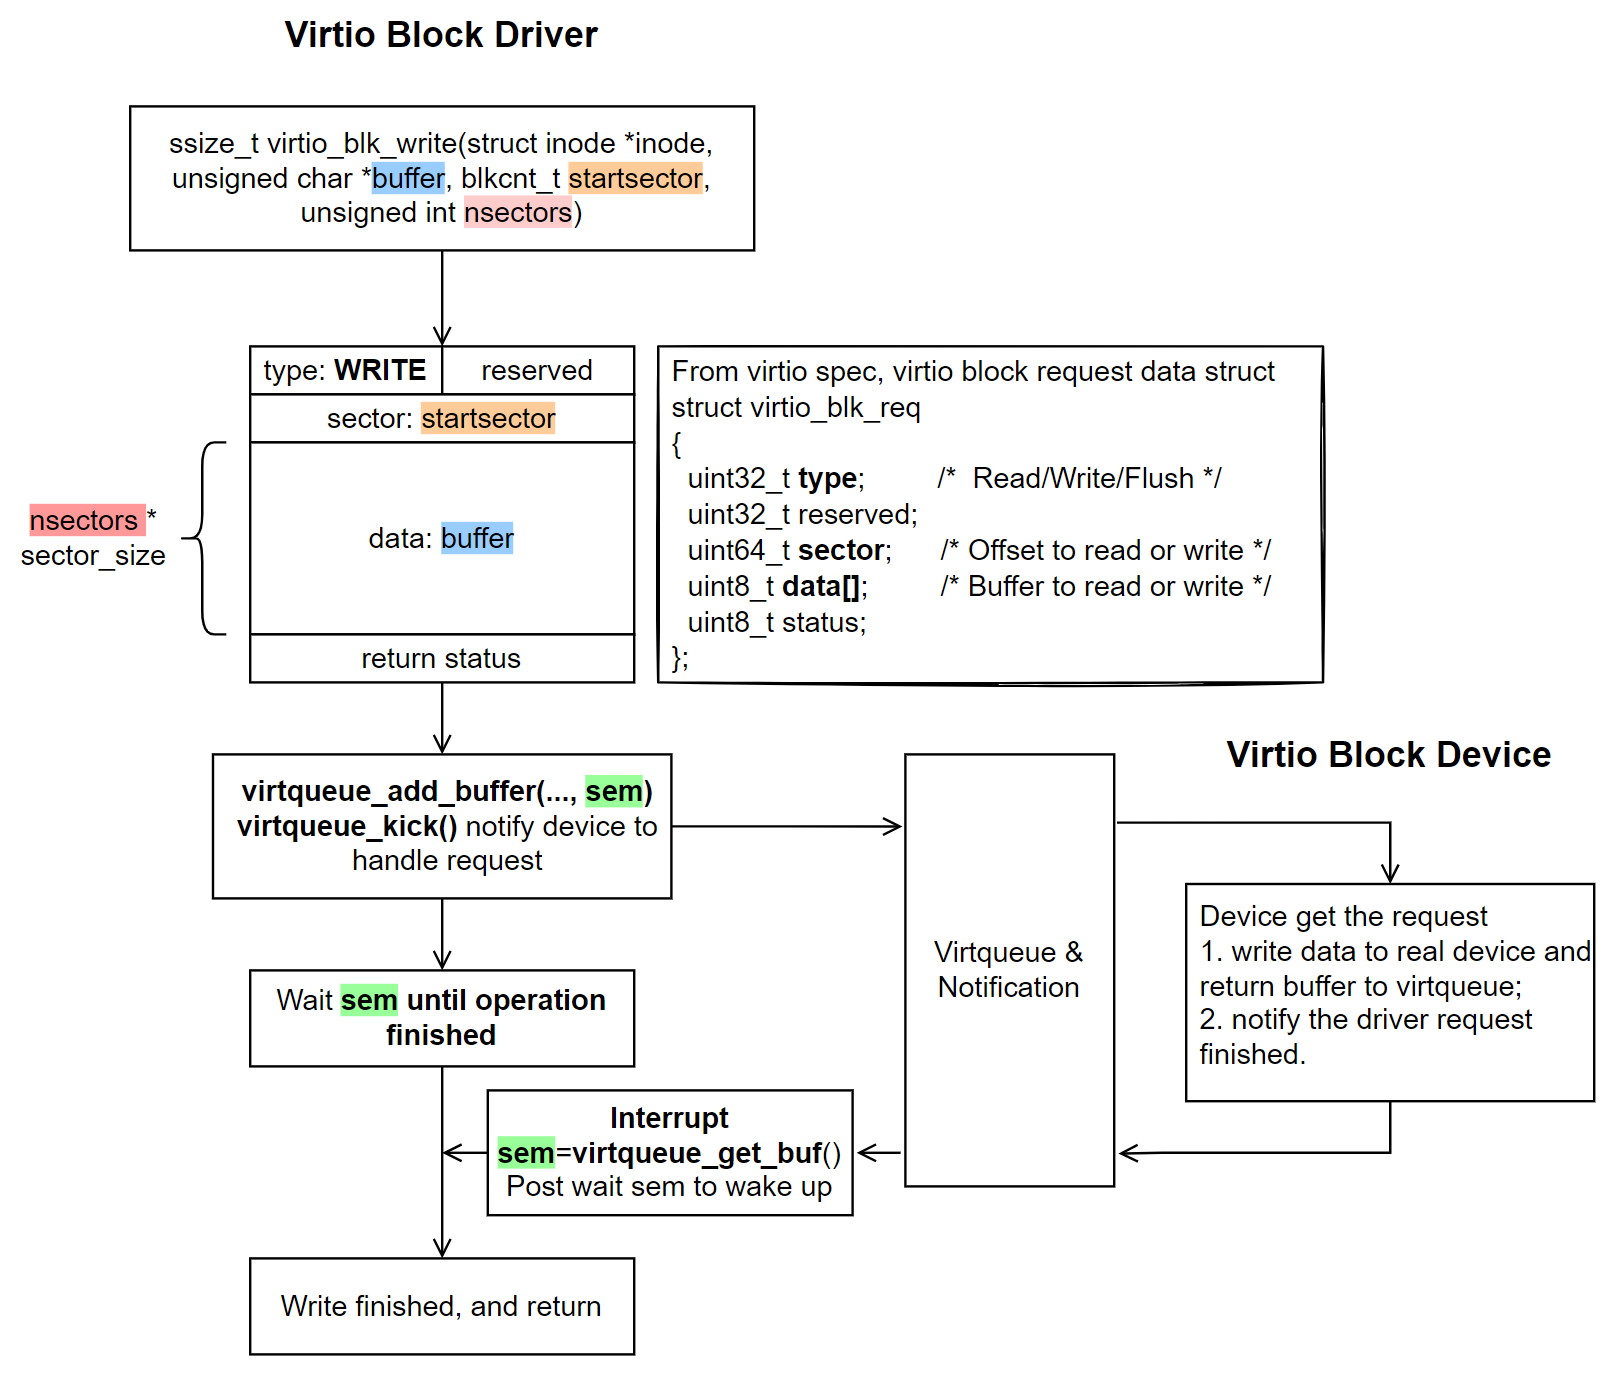 Virtio Block Driver
ssize_t virtio_blk_write(struct inode *inode,
unsigned char *buffer, blkcnt_t startsector,
unsigned int nsectors)
type: WRITE
reserved
sector: startsector
nsectors *
sector_size
data: buffer
return status
From virtio spec, virtio block request data struct
struct virtio_blk_req
{
uint32_t type; /* Read/Write/Flush */
uint32_t reserved;
uint64_t sector; /* Offset to read or write */
uint8_t data[]; /* Buffer to read or write */
uint8_t status;
};
virtqueue_add_buffer(..., sem)
virtqueue_kick() notify device to
handle request
Virtio Block Device
Virtqueue &
Notification
Device get the request
1. write data to real device and
return buffer to virtqueue;
2. notify the driver request
finished.
Wait sem until operation
finished
Interrupt
sem=virtqueue_get_buf()
Post wait sem to wake up
Write finished, and return